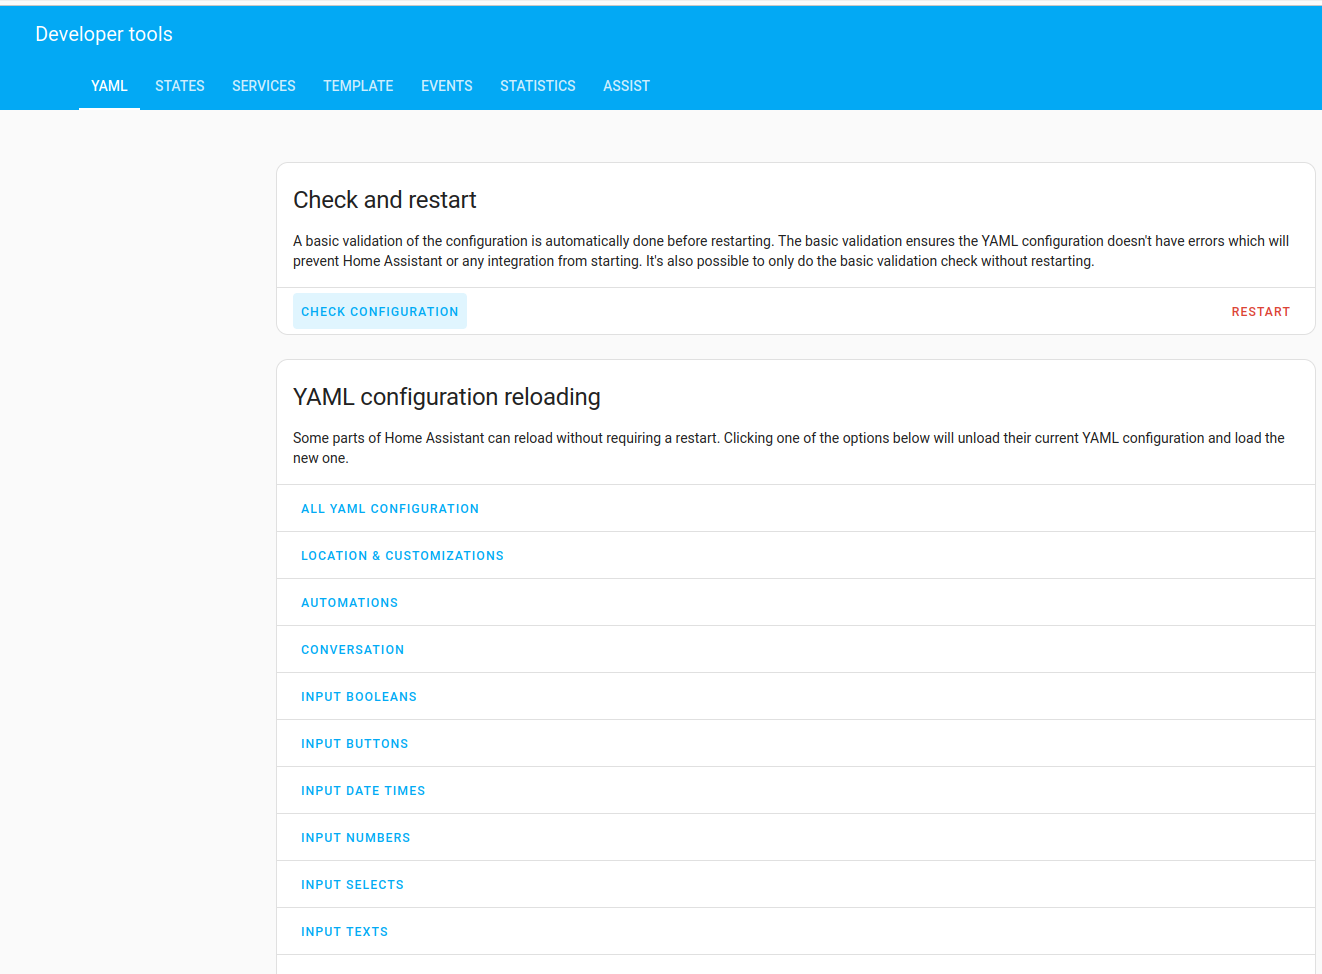 Developer tools
YAML STATES SERVICES TEMPLATE EVENTS STATISTICS ASSIST
Check and restart
A basic validation of the configuration is automatically done before restarting. The basic validation ensures the YAML configuration doesn't have errors which will
prevent Home Assistant or any integration from starting. It's also possible to only do the basic validation check without restarting.
CHECK CONFIGURATION RESTART
YAML configuration reloading
Some parts of Home Assistant can reload without requiring a restart. Clicking one of the options below will unload their current YAML configuration and load the
new one.
ALL YAML CONFIGURATION
LOCATION & CUSTOMIZATIONS
AUTOMATIONS
CONVERSATION
INPUT BOOLEANS
INPUT BUTTONS
INPUT DATE TIMES
INPUT NUMBERS
INPUT SELECTS
INPUT TEXTS